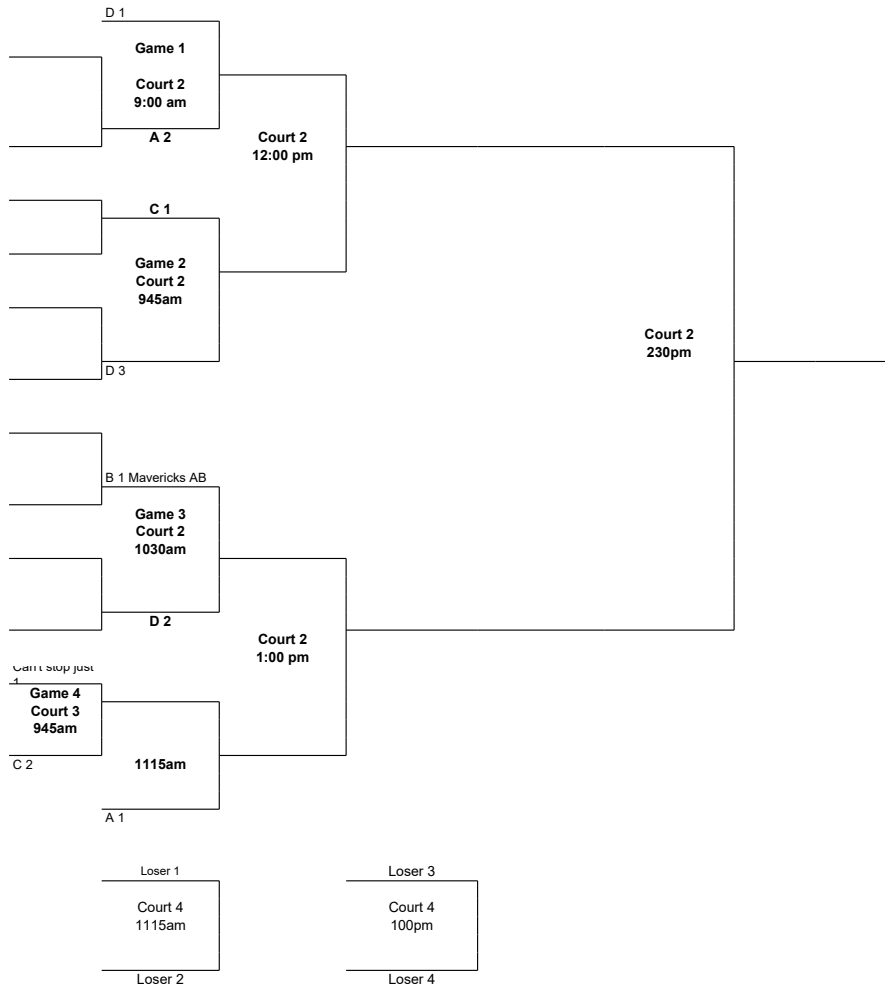 D 1
Game 1
Court 2
9:00 am
A 2
Court 2
12:00 pm
C 1
Game 2
Court 2
945am
D 3
Court 2
230pm
B 1 Mavericks AB
Game 3
Court 2
1030am
D 2
Court 2
1:00 pm
Can't stop just
1
Game 4
Court 3
945am
C 2
1115am
A 1
Loser 1
Court 4
1115am
Loser 2
Loser 3
Court 4
100pm
Loser 4